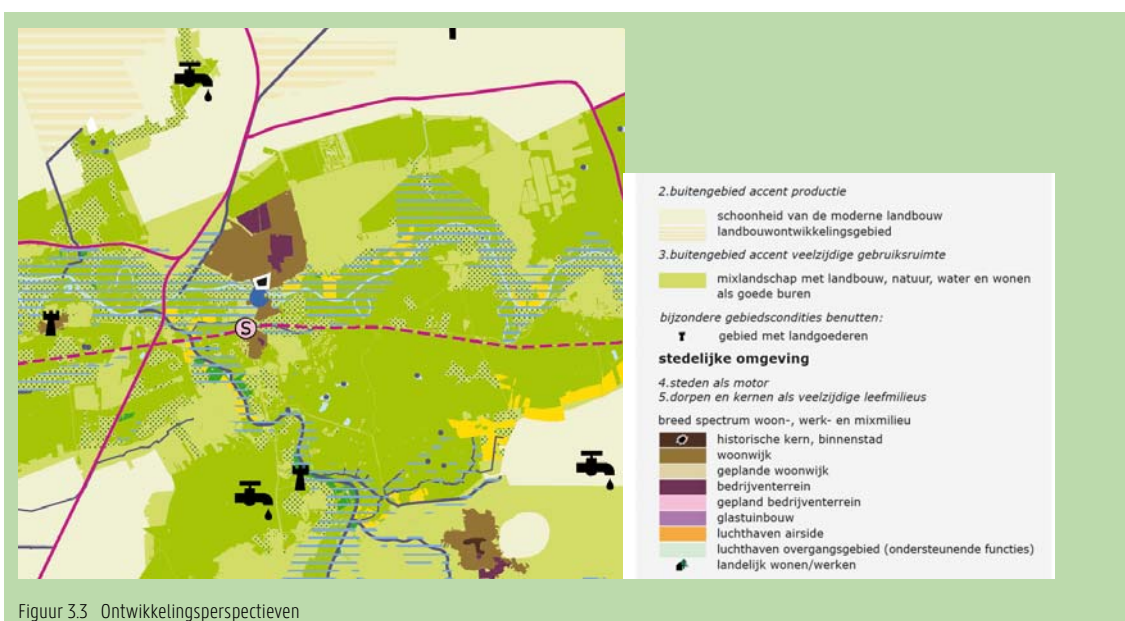 S
2.buitengebied accent productie
schoonheid van de moderne landbouw
landbouwontwikkelingsgebied
3.buitengebied accent veelzijdige gebruiksruimte
mixlandschap met landbouw, natuur, water en wonen
als goede buren
bijzondere gebiedscondities benutten:
gebied met landgoederen
stedelijke omgeving
4.steden als motor
5.dorpen en kernen als veelzijdige leefmilieus
breed spectrum woon-, werk- en mixmilieu
historische kern, binnenstad
woonwijk
geplande woonwijk
bedrijventerrein
gepland bedrijventerrein
glastuinbouw
luchthaven airside
luchthaven overgangsgebied (ondersteunende functies)
landelijk wonen/werken
Figuur 3.3 Ontwikkelingsperspectieven